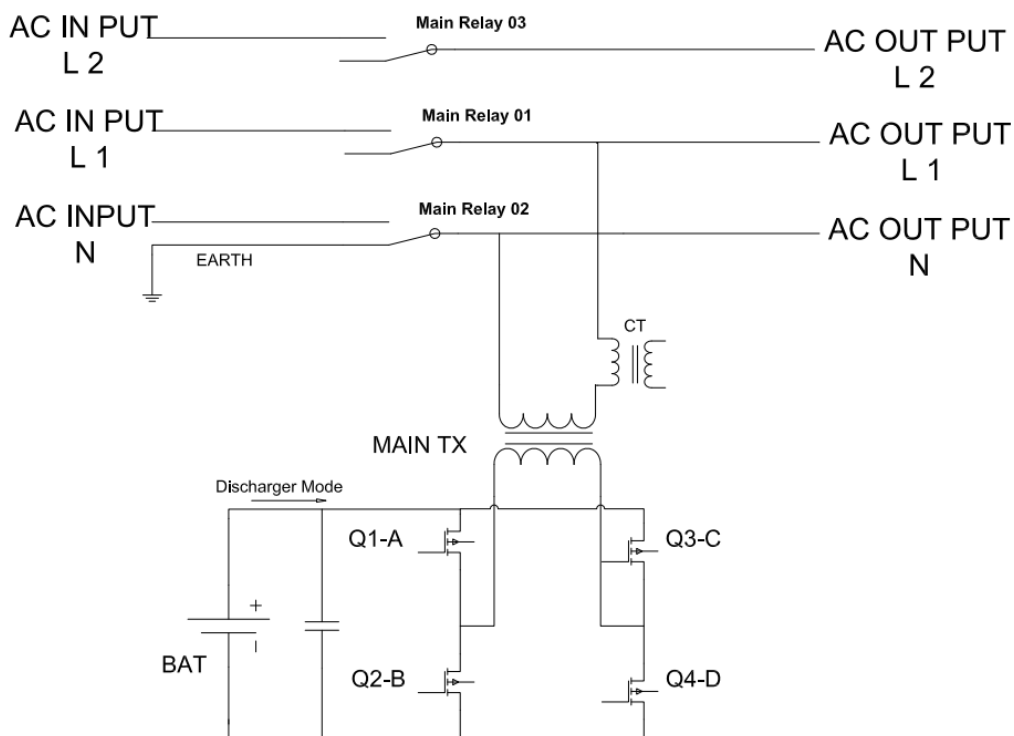 AC IN PUT
L 2
Main Relay 03
AC OUT PUT
L 2
AC IN PUT
L 1
Main Relay 01
AC OUT PUT
L 1
AC INPUT
N
Main Relay 02
AC OUT PUT
N
EARTH
CT
MAIN TX
Discharger Mode
Q1-A
Q3-C
+
BAT
−
Q2-B
Q4-D